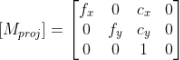 [M_{proj}] = \begin{bmatrix} f_x & 0 & c_x & 0 \\ 0 & f_y & c_y & 0 \\ 0 & 0 & 1 & 0 \end{bmatrix}